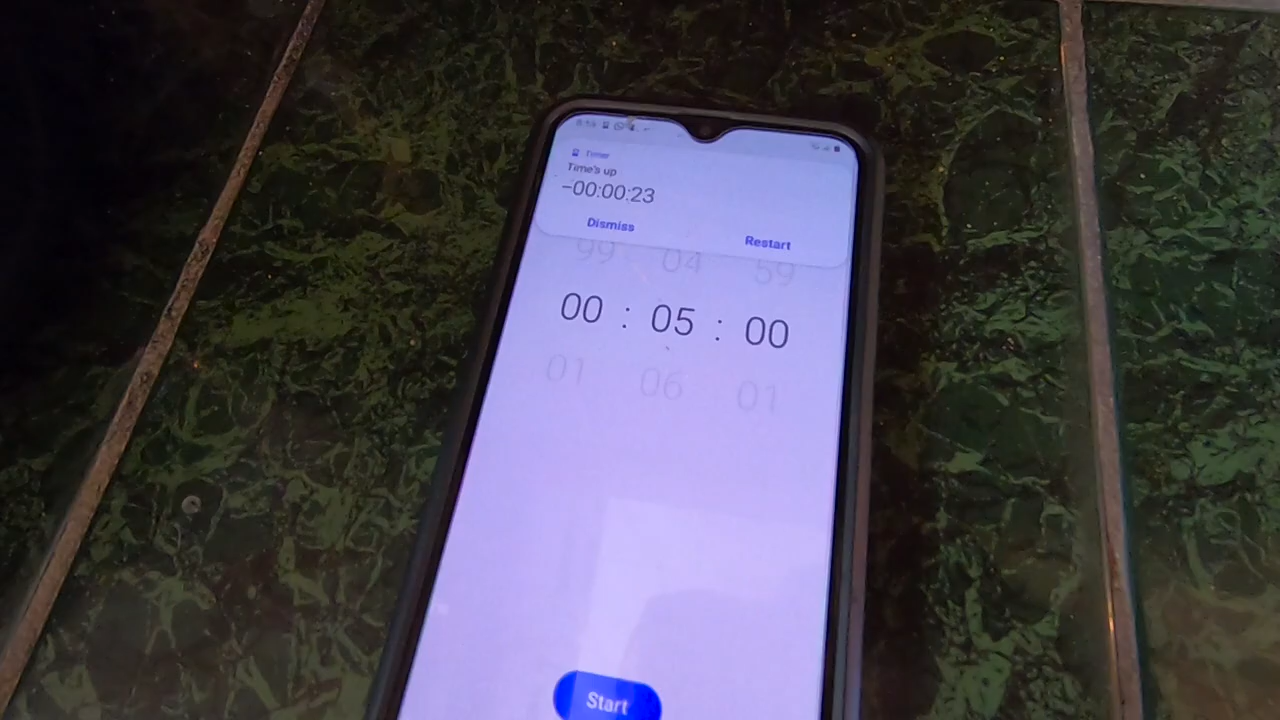 Timer
Time's up
−00:00:23
Dismiss Restart
99 04 59
00 : 05 : 00
01 06 01
Start